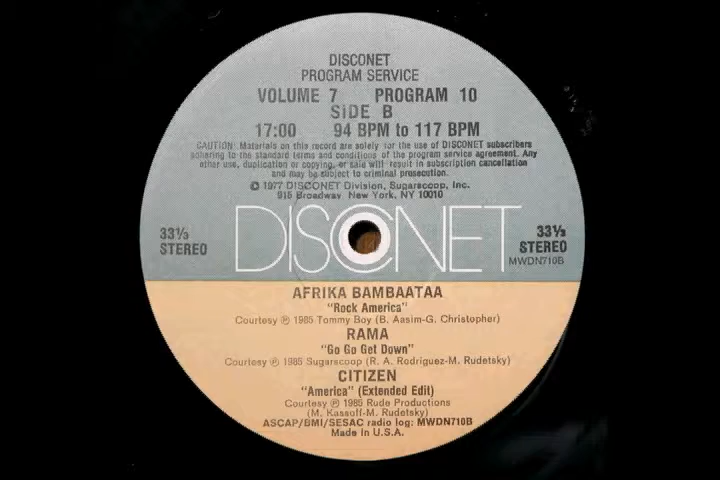 DISCONET
PROGRAM SERVICE
VOLUME 7 PROGRAM 10
SIDE B
17:00 94 BPM to 117 BPM
CAUTION: Materials on this record are solely for the use of DISCONET subscribers
adhering to the standard terms and conditions of the program service agreement. Any
other use, duplication or copying, or sale will result in subscription cancellation
and may be subject to criminal prosecution.
© 1977 DISCONET Division, Sugarscoop, Inc.
915 Broadway New York, NY 10010
33⅓
STEREO
DISCONET
33⅓
STEREO
MWDN710B
AFRIKA BAMBAATAA
"Rock America"
Courtesy ℗ 1985 Tommy Boy (B. Aasim-G. Christopher)
RAMA
"Go Go Get Down"
Courtesy ℗ 1985 Sugarscoop (R. A. Rodriguez-M. Rudetsky)
CITIZEN
"America" (Extended Edit)
Courtesy ℗ 1985 Rude Productions
(M. Kassoff-M. Rudetsky)
ASCAP/BMI/SESAC radio log: MWDN710B
Made in U.S.A.